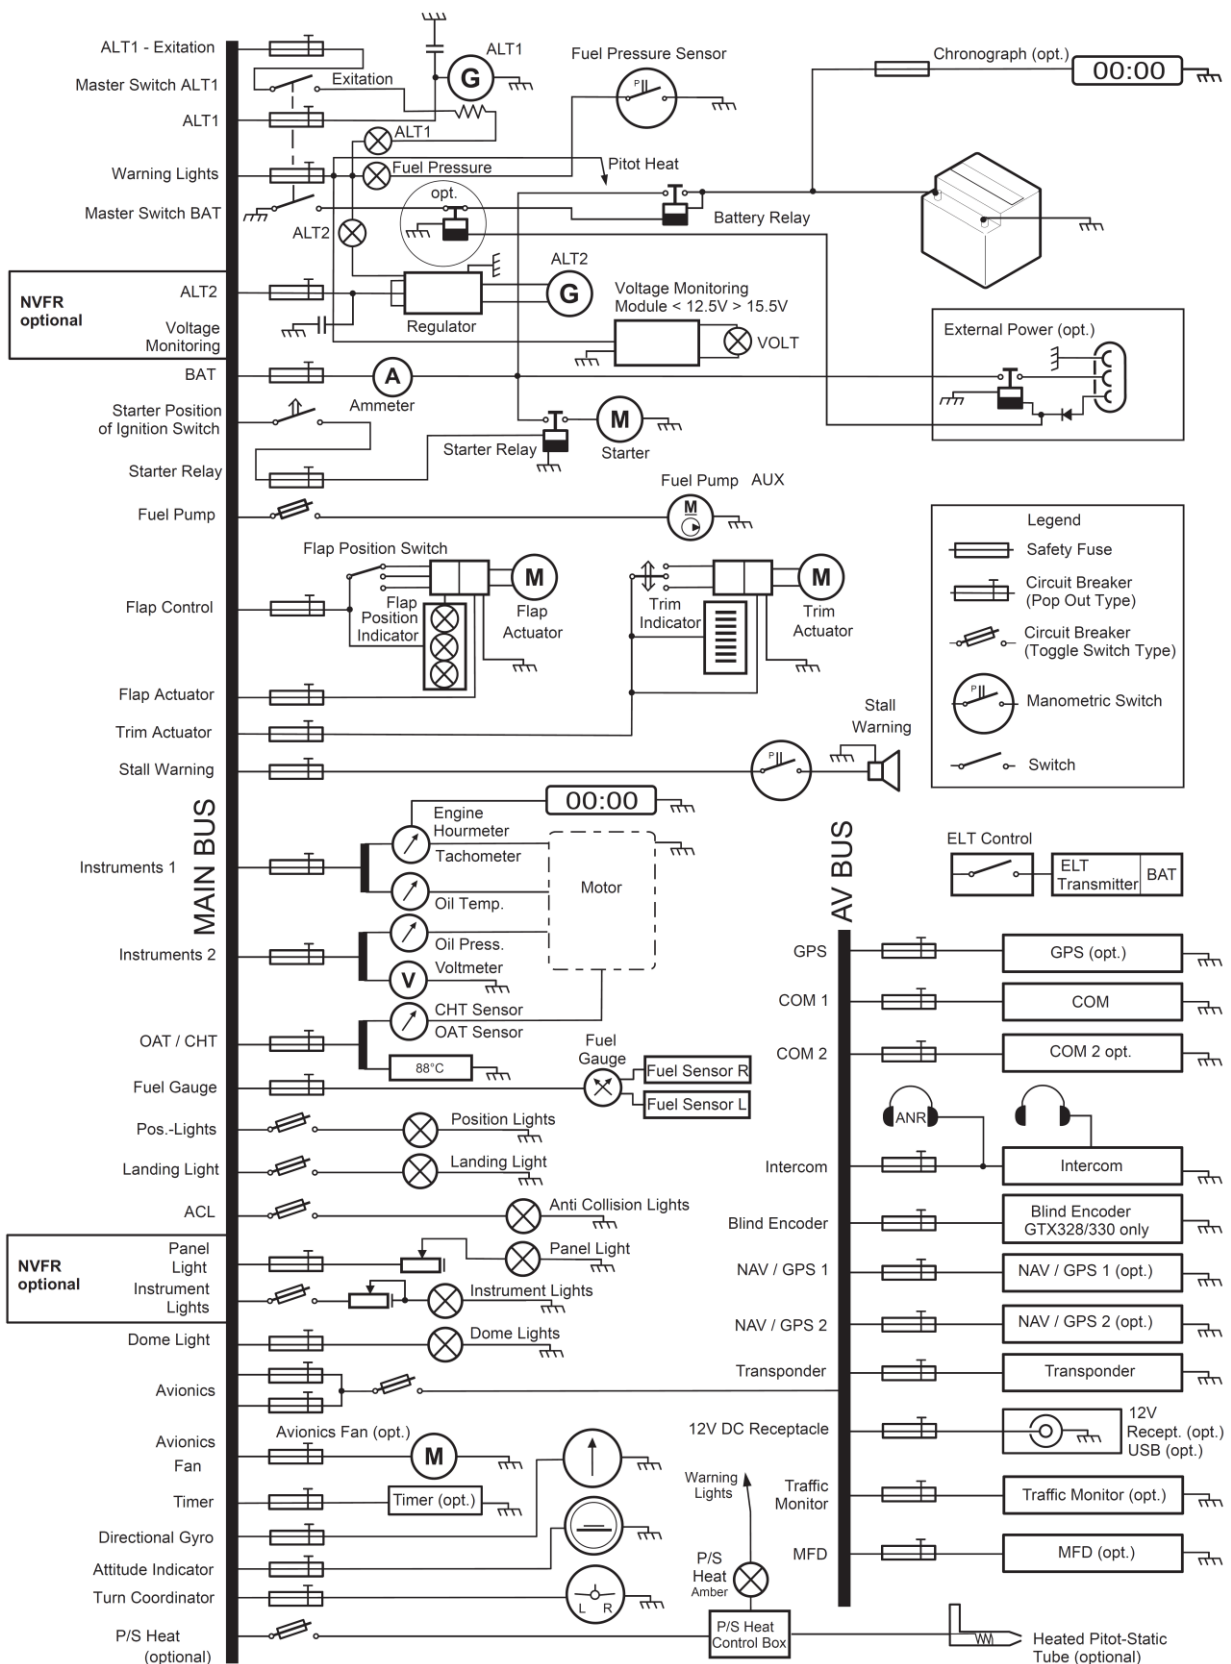 ALT1 - Exitation
Master Switch ALT1
Exitation
ALT1
G
ALT1
ALT1
Warning Lights
Fuel Pressure
Fuel Pressure Sensor
P
Pitot Heat
Chronograph (opt.)
00:00
Master Switch BAT
opt.
Battery Relay
ALT2
NVFR
optional
ALT2
Voltage
Monitoring
Regulator
ALT2
G
Voltage Monitoring
Module < 12.5V > 15.5V
VOLT
External Power (opt.)
BAT
A
Ammeter
Starter Position
of Ignition Switch
Starter Relay
M
Starter
Starter Relay
Fuel Pump
Fuel Pump AUX
M
Legend
Safety Fuse
Circuit Breaker
(Pop Out Type)
Circuit Breaker
(Toggle Switch Type)
P
Manometric Switch
Switch
Flap Position Switch
Flap Control
Flap
Position
Indicator
M
Flap
Actuator
Trim
Indicator
M
Trim
Actuator
Flap Actuator
Trim Actuator
Stall Warning
P
Stall
Warning
MAIN BUS
Instruments 1
Engine
Hourmeter
Tachometer
00:00
Oil Temp.
Motor
Instruments 2
Oil Press.
V
Voltmeter
OAT / CHT
CHT Sensor
OAT Sensor
88°C
Fuel Gauge
Fuel
Gauge
Fuel Sensor R
Fuel Sensor L
Pos.-Lights
Position Lights
Landing Light
Landing Light
ACL
Anti Collision Lights
NVFR
optional
Panel
Light
Panel Light
Instrument
Lights
Instrument Lights
Dome Light
Dome Lights
Avionics
Avionics
Fan
Avionics Fan (opt.)
M
Timer
Timer (opt.)
Directional Gyro
Attitude Indicator
Turn Coordinator
L R
P/S Heat
(optional)
Warning
Lights
P/S
Heat
Amber
P/S Heat
Control Box
Heated Pitot-Static
Tube (optional)
AV BUS
ELT Control
ELT
Transmitter
BAT
GPS
GPS (opt.)
COM 1
COM
COM 2
COM 2 opt.
ANR
Intercom
Intercom
Blind Encoder
Blind Encoder
GTX328/330 only
NAV / GPS 1
NAV / GPS 1 (opt.)
NAV / GPS 2
NAV / GPS 2 (opt.)
Transponder
Transponder
12V DC Receptacle
12V
Recept. (opt.)
USB (opt.)
Traffic
Monitor
Traffic Monitor (opt.)
MFD
MFD (opt.)